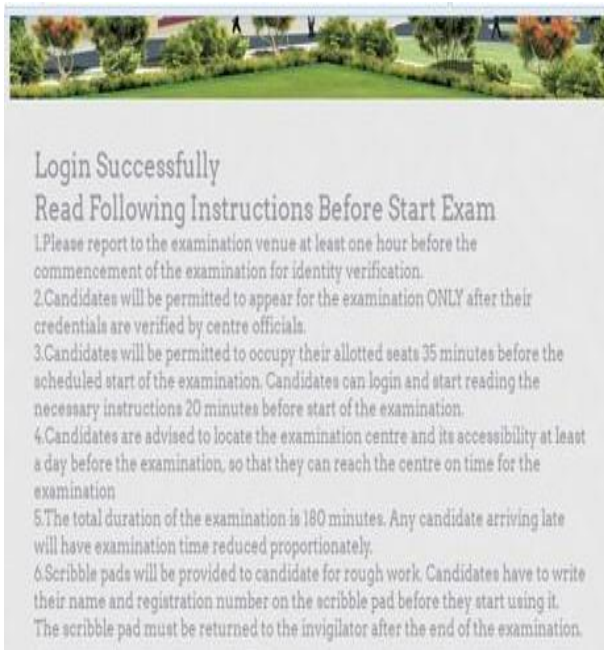 Login Successfully
Read Following Instructions Before Start Exam
1.Please report to the examination venue at least one hour before the
commencement of the examination for identity verification.
2.Candidates will be permitted to appear for the examination ONLY after their
credentials are verified by centre officials.
3.Candidates will be permitted to occupy their allotted seats 35 minutes before the
scheduled start of the examination. Candidates can login and start reading the
necessary instructions 20 minutes before start of the examination.
4.Candidates are advised to locate the examination centre and its accessibility at least
a day before the examination, so that they can reach the centre on time for the
examination
5.The total duration of the examination is 180 minutes. Any candidate arriving late
will have examination time reduced proportionately.
6.Scribble pads will be provided to candidate for rough work. Candidates have to write
their name and registration number on the scribble pad before they start using it.
The scribble pad must be returned to the invigilator after the end of the examination.